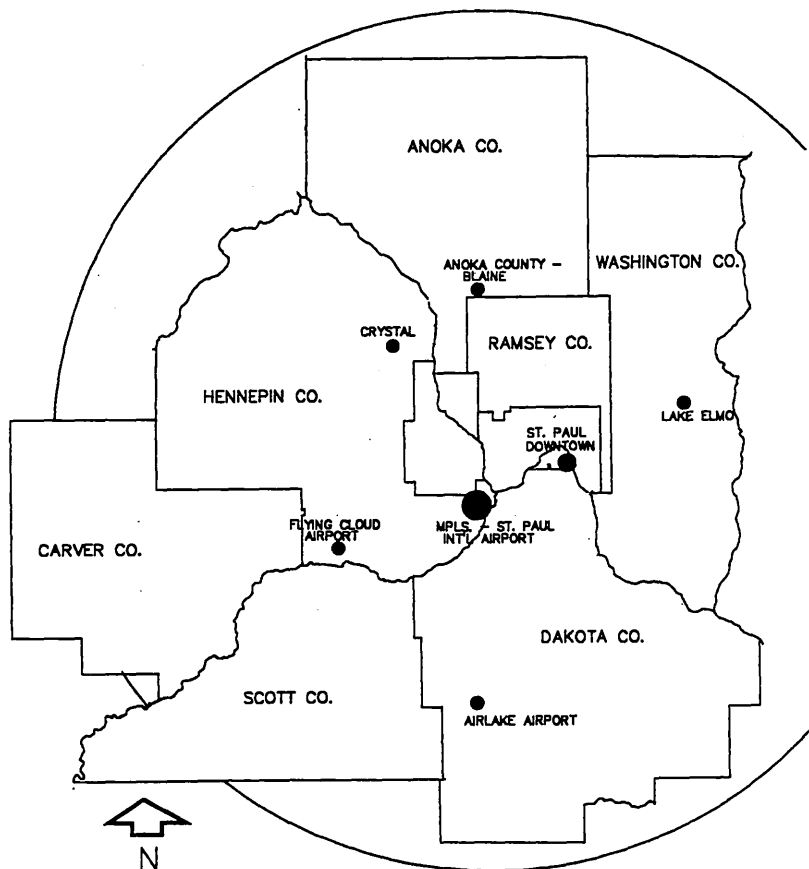 ANOKA CO.
ANOKA COUNTY –
BLAINE
WASHINGTON CO.
CRYSTAL
RAMSEY CO.
HENNEPIN CO.
LAKE ELMO
ST. PAUL
DOWNTOWN
FLYING CLOUD
AIRPORT
MPLS. – ST. PAUL
INT'L AIRPORT
CARVER CO.
DAKOTA CO.
SCOTT CO.
AIRLAKE AIRPORT
N